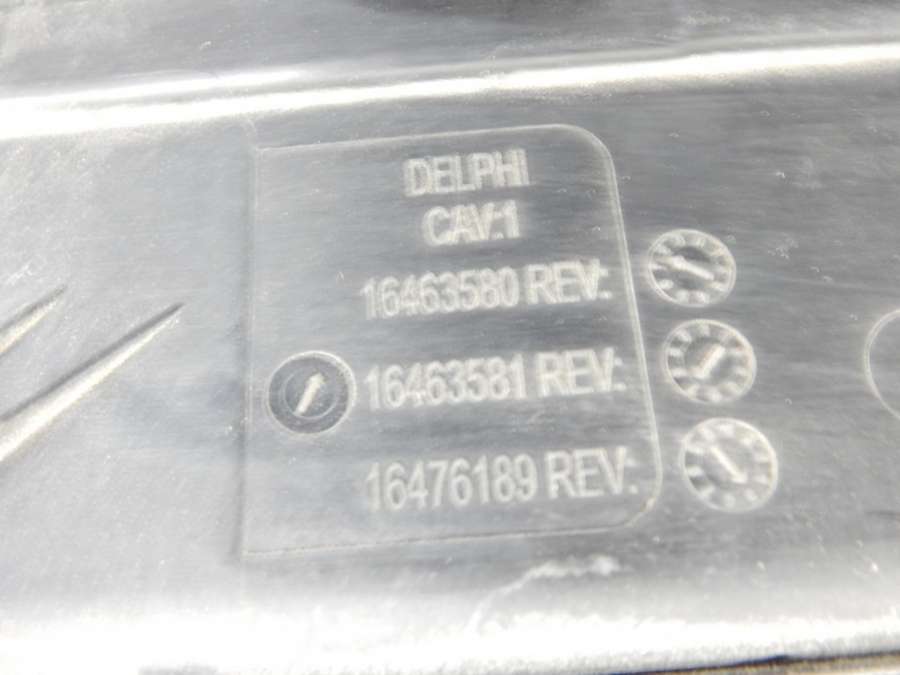 DELPHI
CAV:1
16463580 REV:
16463581 REV:
16476189 REV: